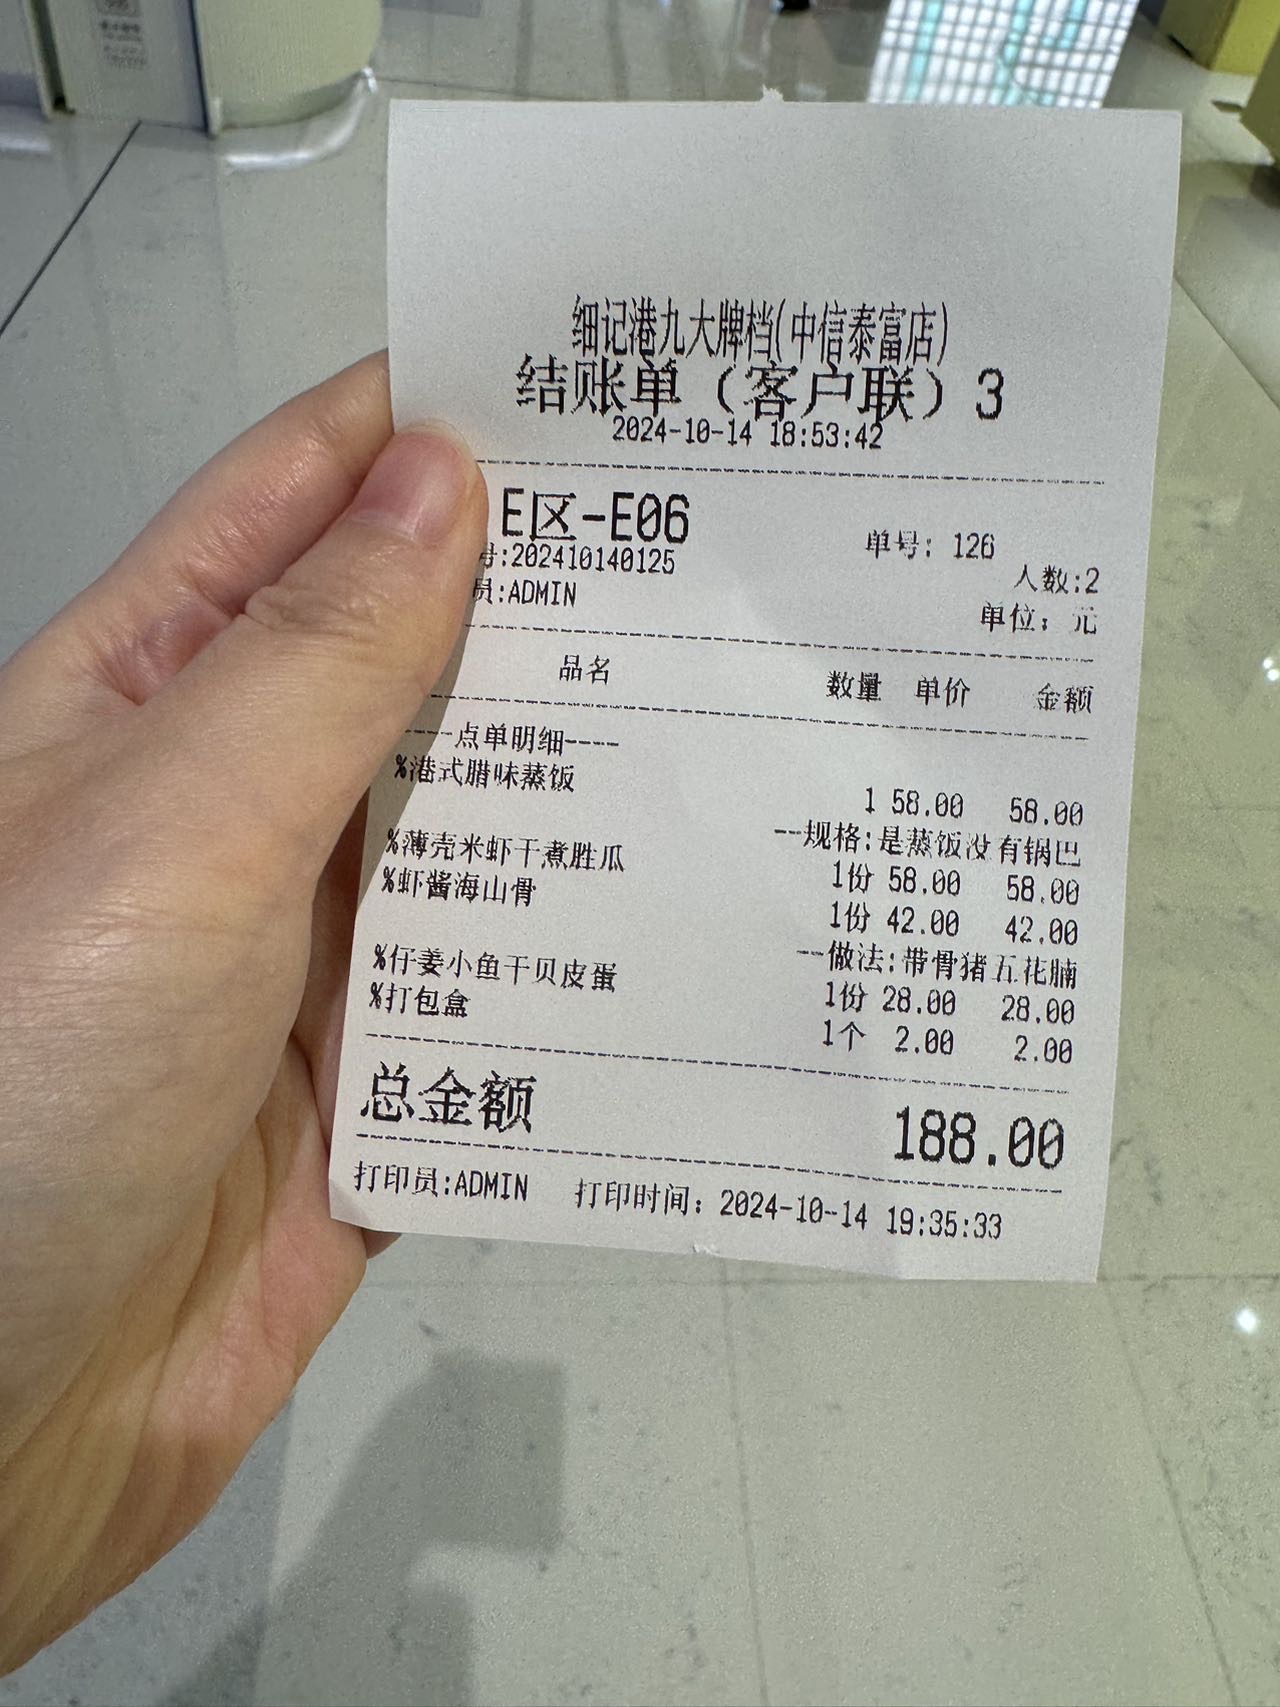 细记港九大牌档(中信泰富店)
结账单（客户联）3
2024-10-14 18:53:42
E区-E06
单号: 126
号:202410140125
人数:2
员:ADMIN
单位：元
品名 数量 单价 金额
----点单明细----
%港式腊味蒸饭
1 58.00 58.00
--规格:是蒸饭没有锅巴
%薄壳米虾干煮胜瓜
1份 58.00 58.00
%虾酱海山骨
1份 42.00 42.00
--做法:带骨猪五花腩
%仔姜小鱼干贝皮蛋
1份 28.00 28.00
%打包盒
1个 2.00 2.00
总金额 188.00
打印员:ADMIN 打印时间：2024-10-14 19:35:33